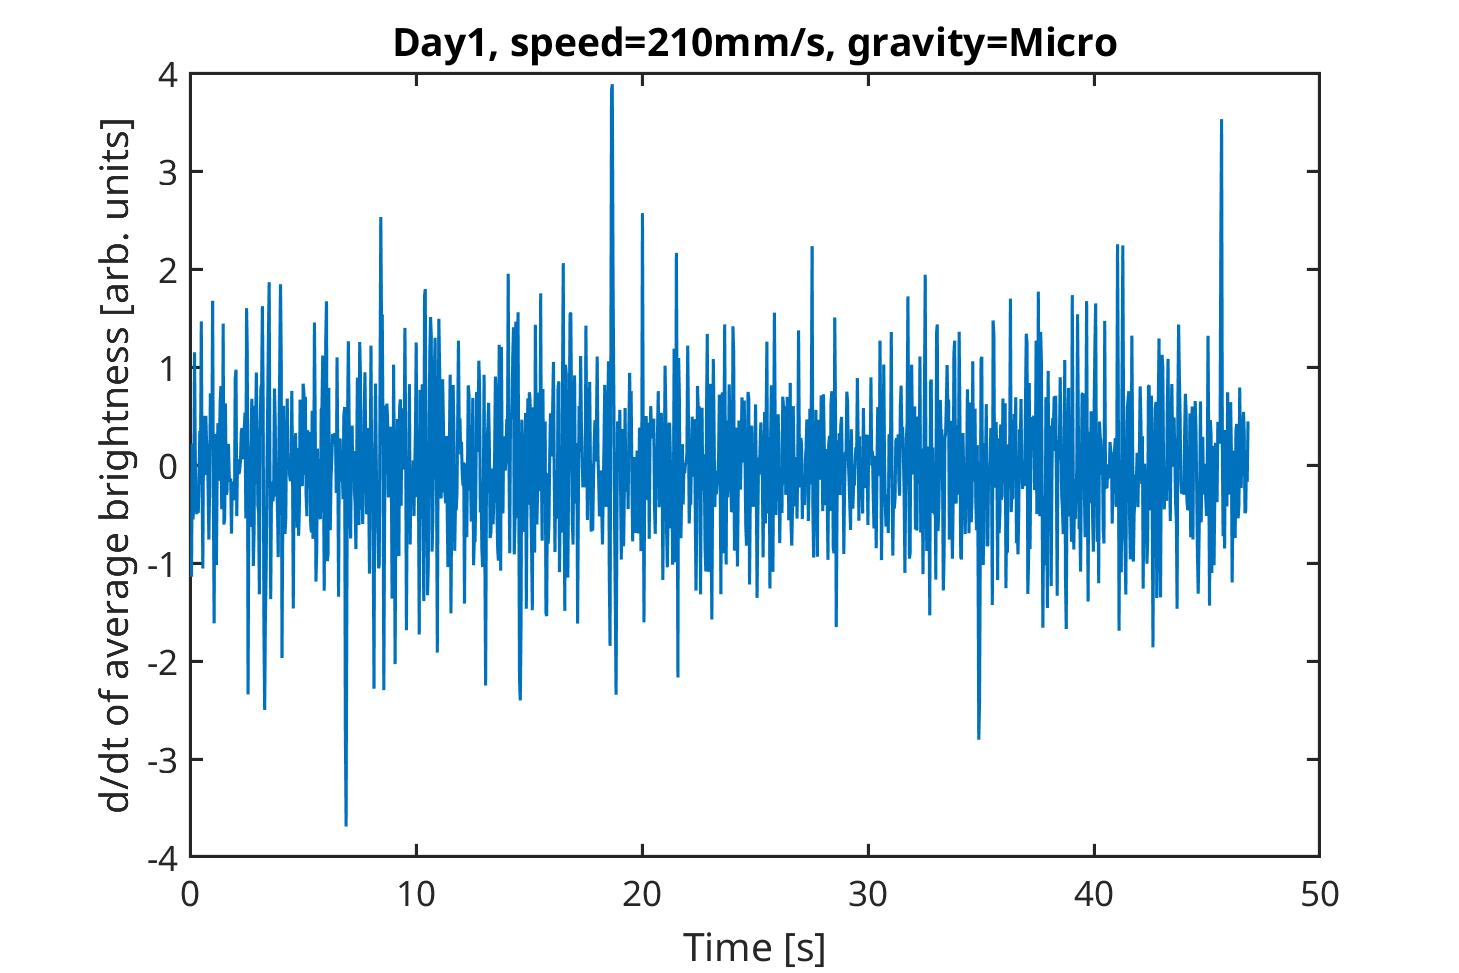 Day1, speed=210mm/s, gravity=Micro
d/dt of average brightness [arb. units]
4
3
2
1
0
-1
-2
-3
-4
0 10 20 30 40 50
Time [s]